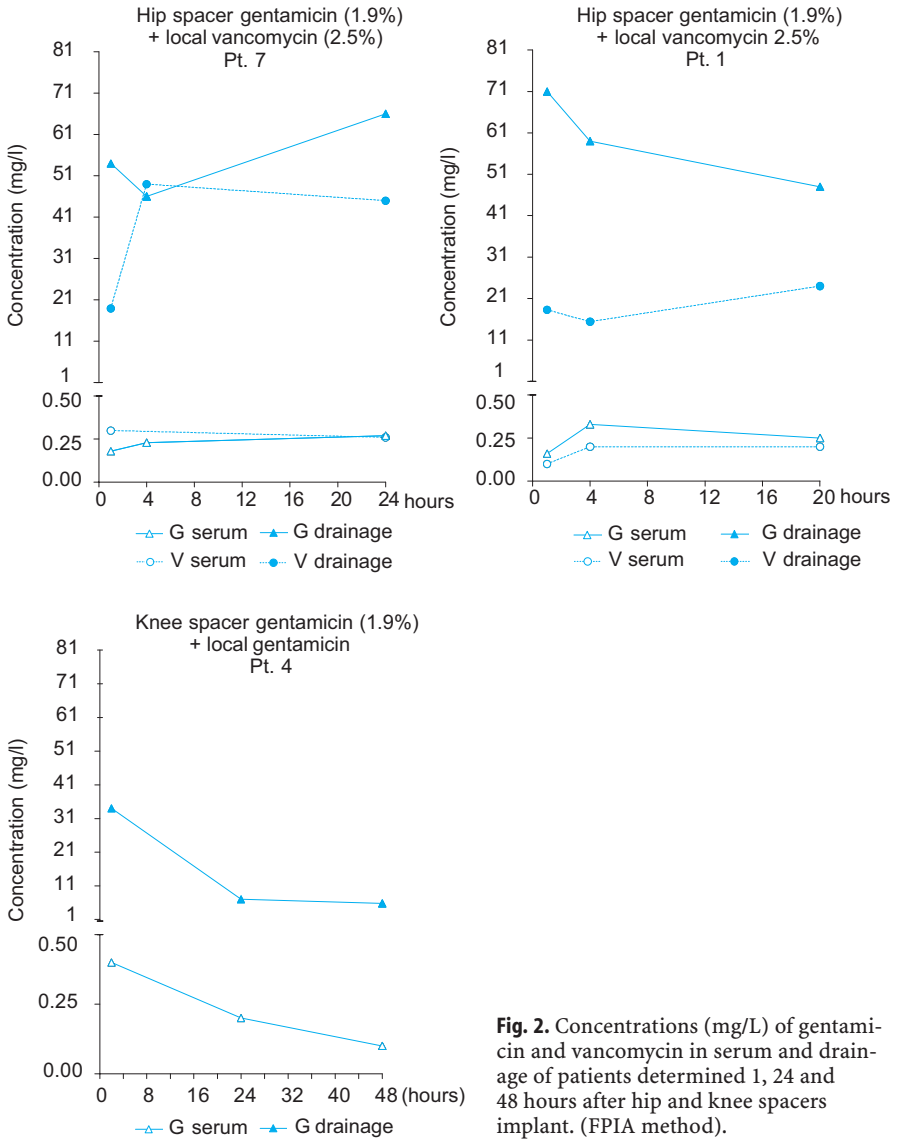 Hip spacer gentamicin (1.9%)
+ local vancomycin (2.5%)
Pt. 7
Concentration (mg/l)
81
71
61
51
41
31
21
11
1
0.50
0.25
0.00
0 4 8 12 16 20 24 hours
G serum G drainage
V serum V drainage
Hip spacer gentamicin (1.9%)
+ local vancomycin 2.5%
Pt. 1
Concentration (mg/l)
81
71
61
51
41
31
21
11
1
0.50
0.25
0.00
0 4 8 12 16 20 hours
G serum G drainage
V serum V drainage
Knee spacer gentamicin (1.9%)
+ local gentamicin
Pt. 4
Concentration (mg/l)
81
71
61
51
41
31
21
11
1
0.50
0.25
0.00
0 8 16 24 32 40 48 (hours)
G serum G drainage
Fig. 2. Concentrations (mg/L) of gentami-
cin and vancomycin in serum and drain-
age of patients determined 1, 24 and
48 hours after hip and knee spacers
implant. (FPIA method).